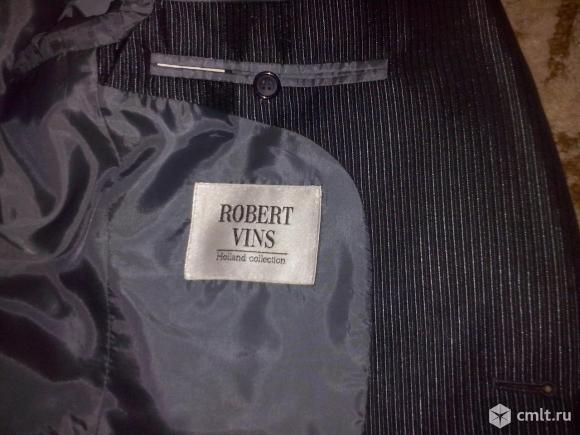 ROBERT
VINS
Holland collection
cmlt.ru